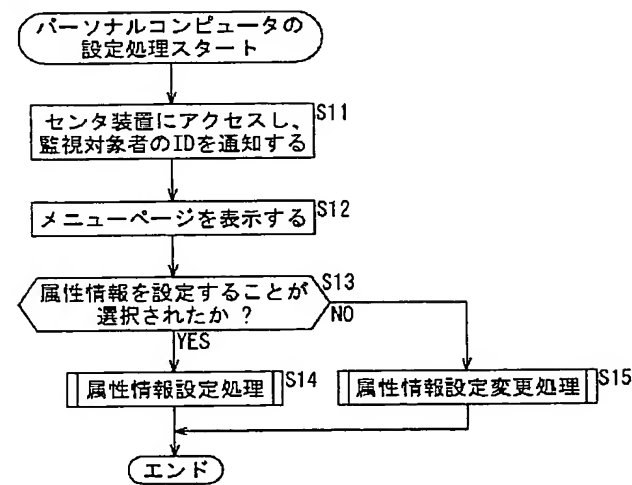 パーソナルコンピュータの
設定処理スタート
センタ装置にアクセスし、
監視対象者のIDを通知する
S11
メニューページを表示する
S12
属性情報を設定することが
選択されたか ?
S13
NO
YES
属性情報設定処理
S14
属性情報設定変更処理
S15
エンド